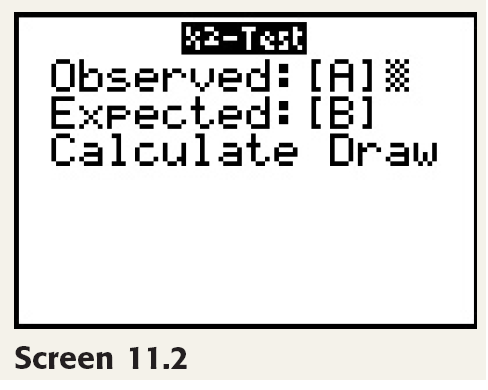 χ²-Test
Observed:[A]
Expected:[B]
Calculate Draw
Screen 11.2